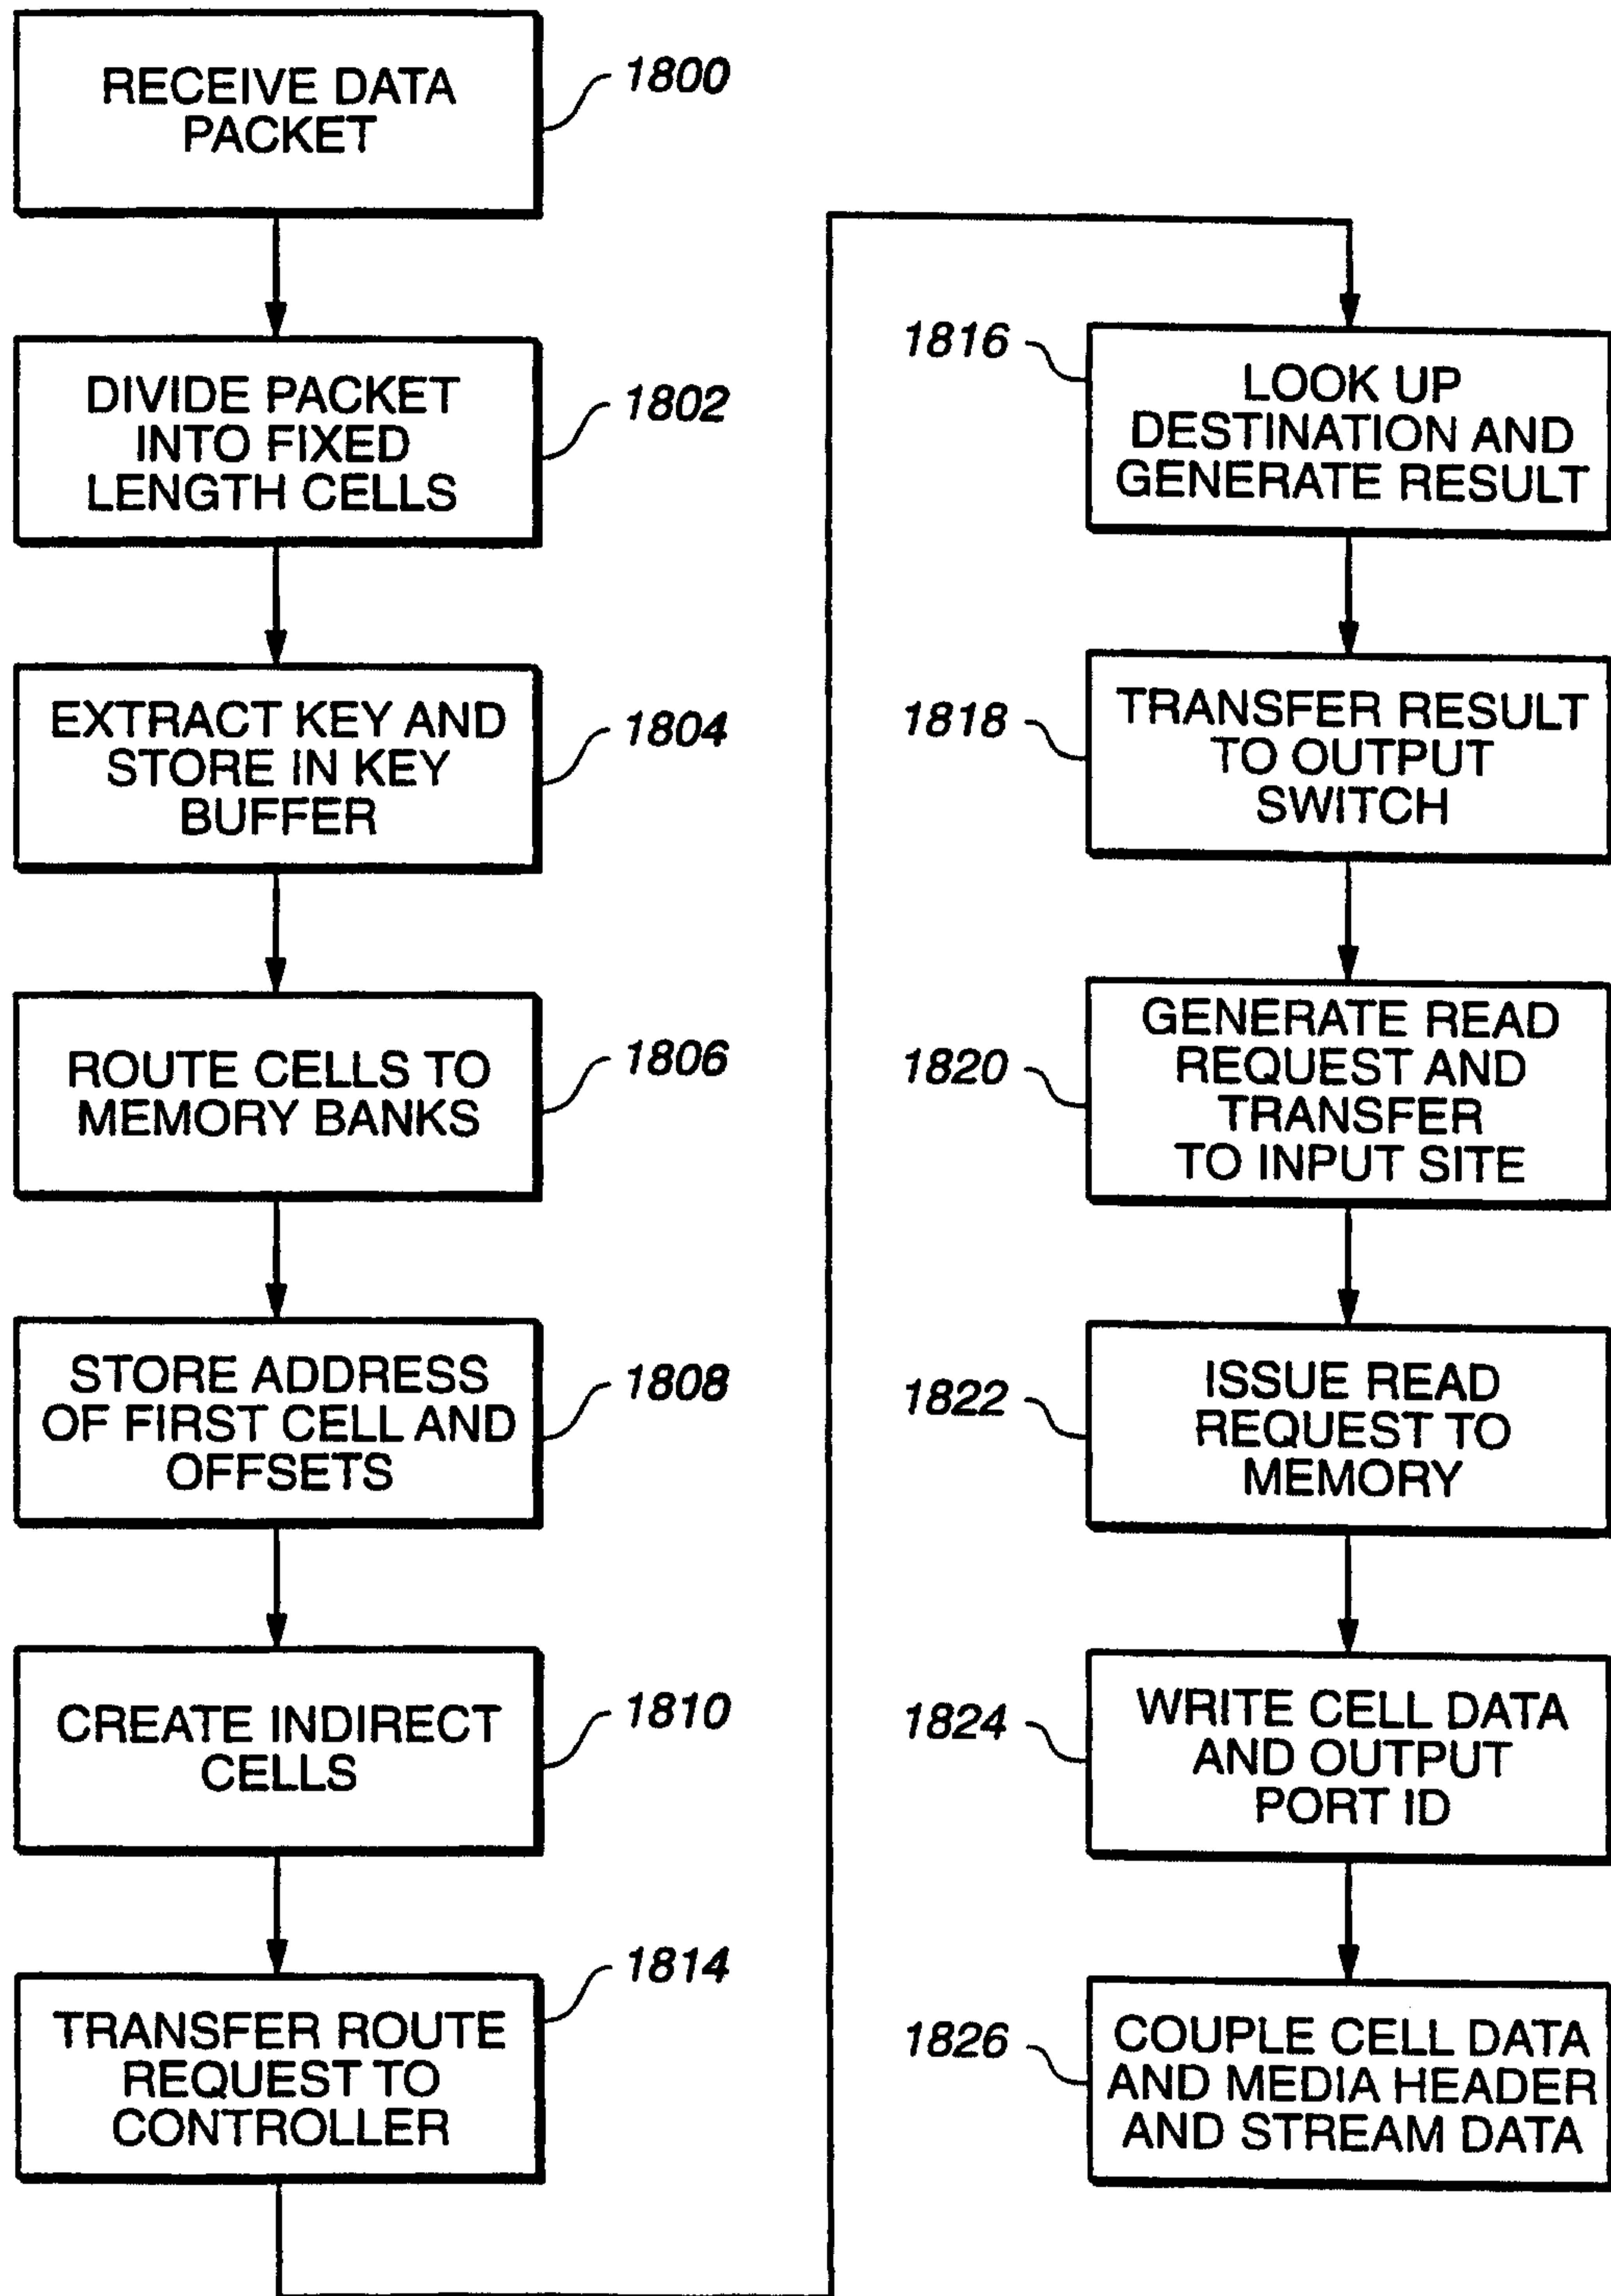 RECEIVE DATA
PACKET
1800
DIVIDE PACKET
INTO FIXED
LENGTH CELLS
1802
EXTRACT KEY AND
STORE IN KEY
BUFFER
1804
ROUTE CELLS TO
MEMORY BANKS
1806
STORE ADDRESS
OF FIRST CELL AND
OFFSETS
1808
CREATE INDIRECT
CELLS
1810
TRANSFER ROUTE
REQUEST TO
CONTROLLER
1814
1816
LOOK UP
DESTINATION AND
GENERATE RESULT
1818
TRANSFER RESULT
TO OUTPUT
SWITCH
1820
GENERATE READ
REQUEST AND
TRANSFER
TO INPUT SITE
1822
ISSUE READ
REQUEST TO
MEMORY
1824
WRITE CELL DATA
AND OUTPUT
PORT ID
1826
COUPLE CELL DATA
AND MEDIA HEADER
AND STREAM DATA